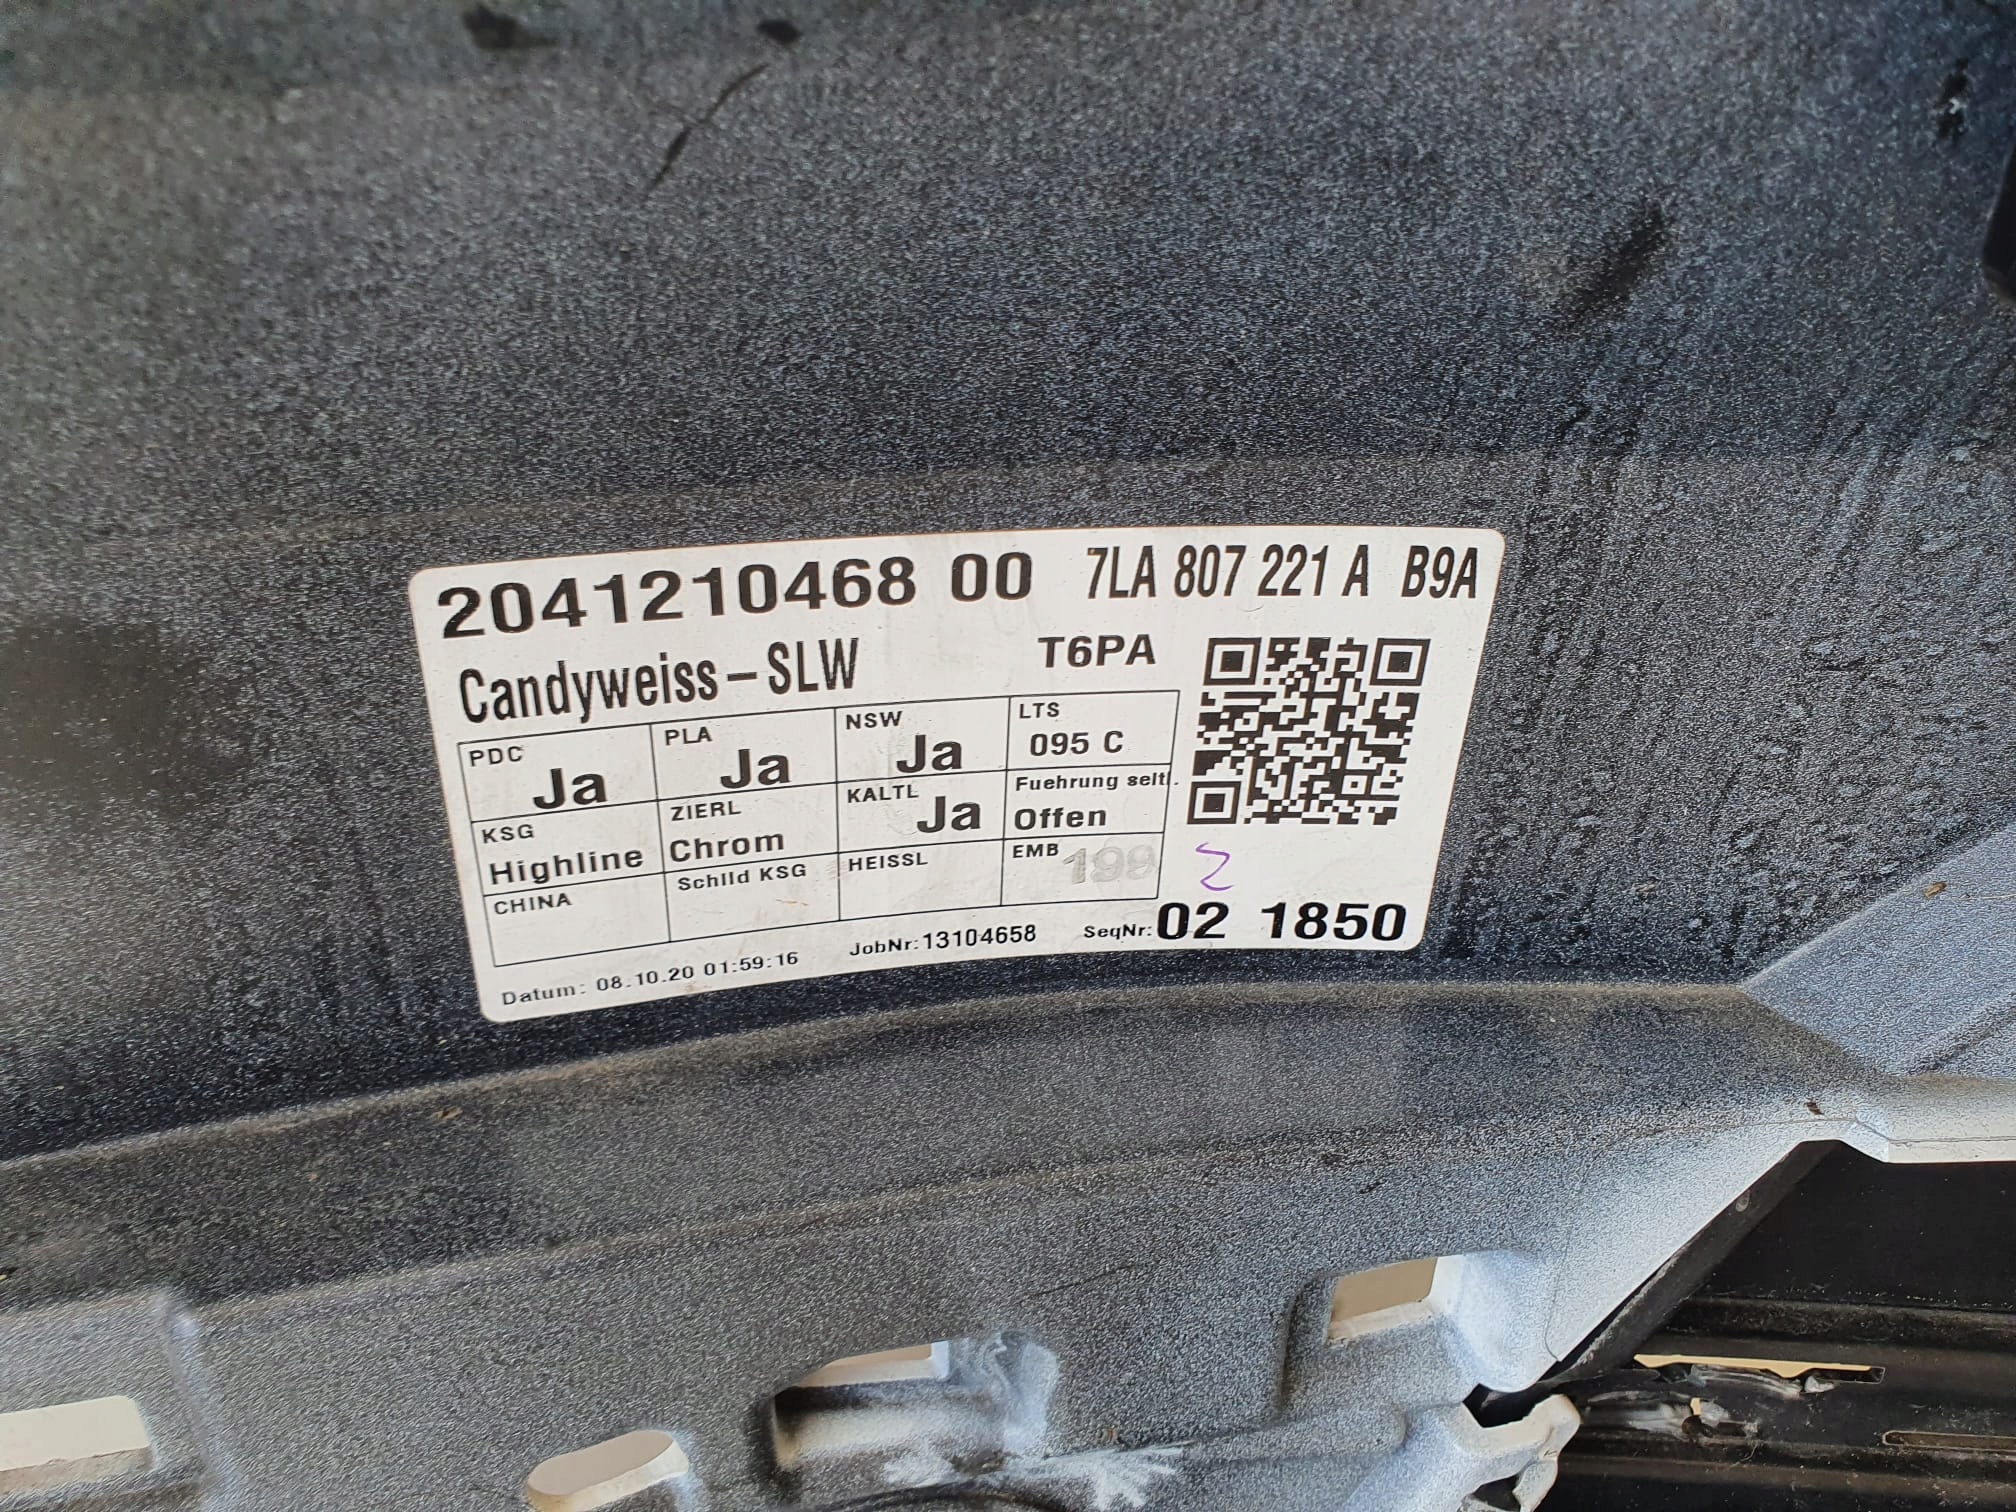 2041210468 00 7LA 807 221 A B9A
Candyweiss-SLW T6PA
PDC Ja PLA Ja NSW Ja LTS 095 C
KSG Highline ZIERL Chrom KALTL Ja Fuehrung seitl. Offen
CHINA Schild KSG HEISSL EMB 199
2
Datum: 08.10.20 01:59:16 JobNr:13104658 SeqNr:02 1850